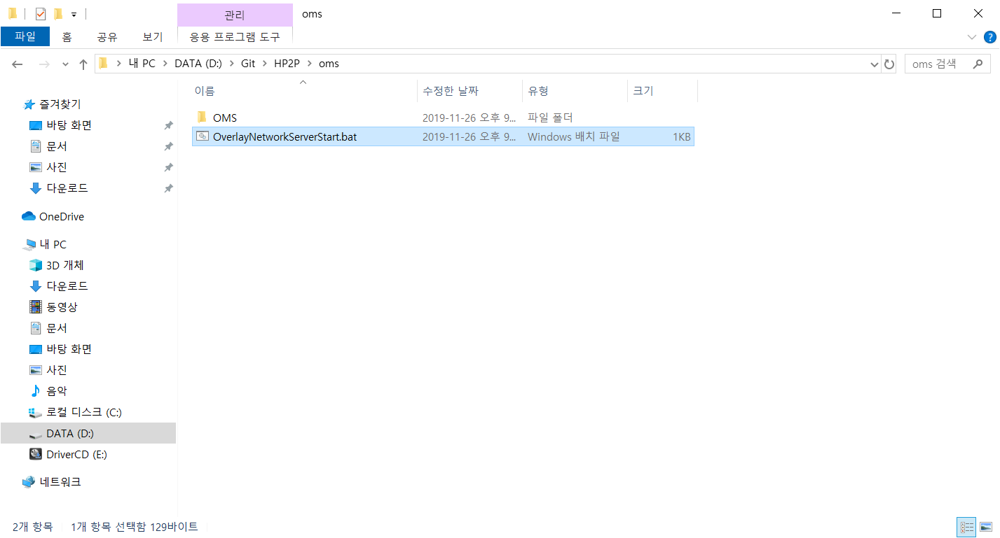 관리
oms
파일
홈
공유
보기
응용 프로그램 도구
내 PC
DATA (D:)
Git
HP2P
oms
oms 검색
이름
수정한 날짜
유형
크기
OMS
2019-11-26 오후 9...
파일 폴더
OverlayNetworkServerStart.bat
2019-11-26 오후 9...
Windows 배치 파일
1KB
즐겨찾기
바탕 화면
문서
사진
다운로드
OneDrive
내 PC
3D 개체
다운로드
동영상
문서
바탕 화면
사진
음악
로컬 디스크 (C:)
DATA (D:)
DriverCD (E:)
네트워크
2개 항목
1개 항목 선택함 129바이트